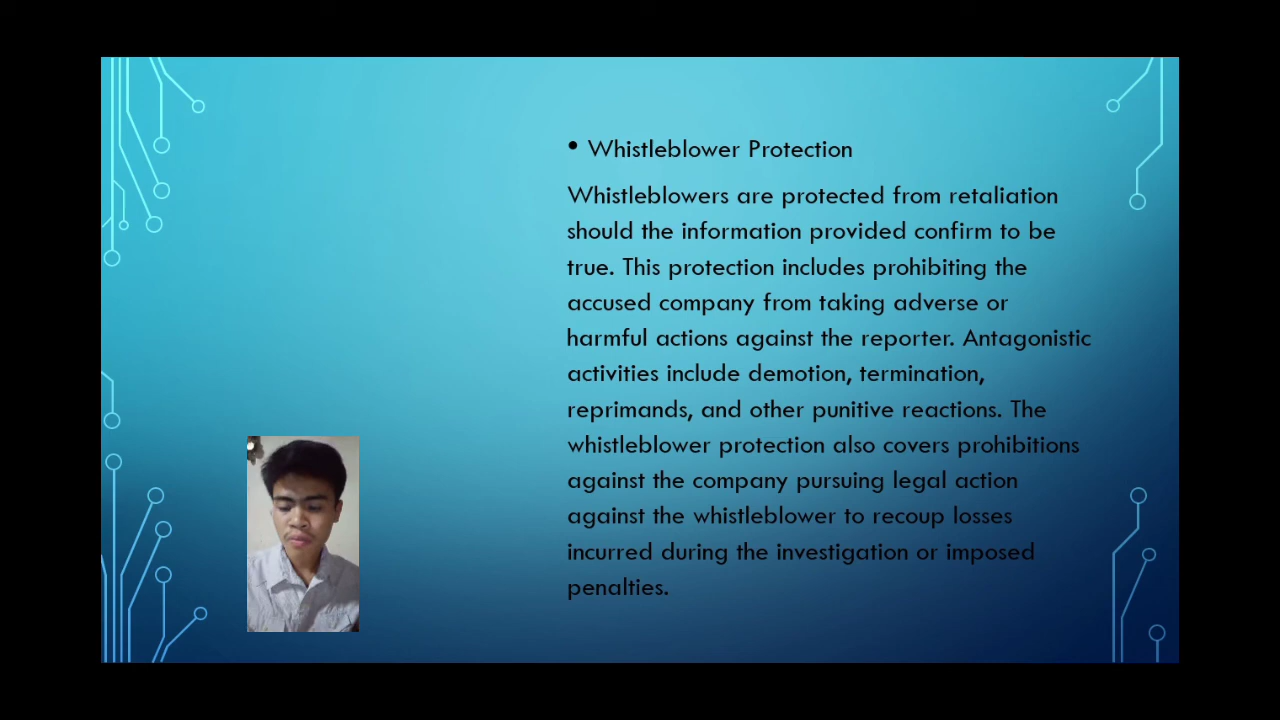 • Whistleblower Protection
Whistleblowers are protected from retaliation
should the information provided confirm to be
true. This protection includes prohibiting the
accused company from taking adverse or
harmful actions against the reporter. Antagonistic
activities include demotion, termination,
reprimands, and other punitive reactions. The
whistleblower protection also covers prohibitions
against the company pursuing legal action
against the whistleblower to recoup losses
incurred during the investigation or imposed
penalties.